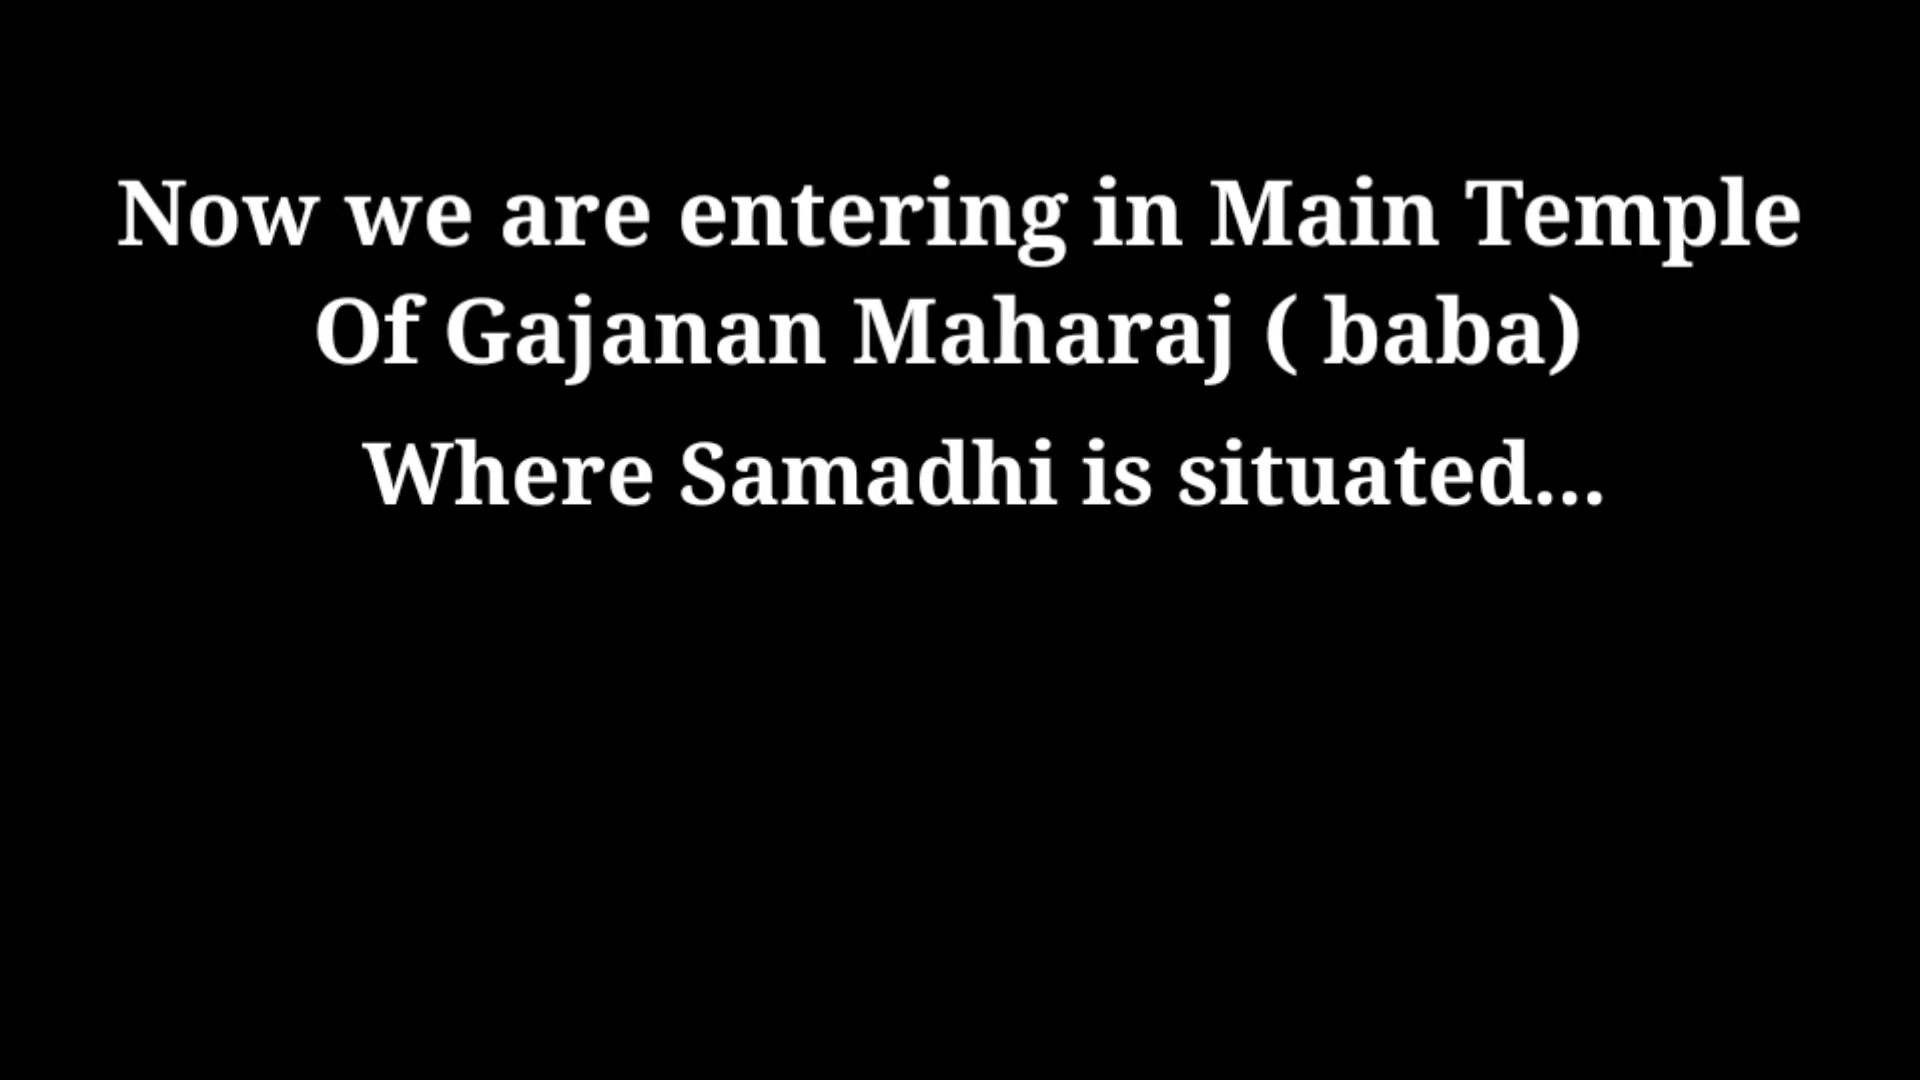 Now we are entering in Main Temple
Of Gajanan Maharaj ( baba)
Where Samadhi is situated...